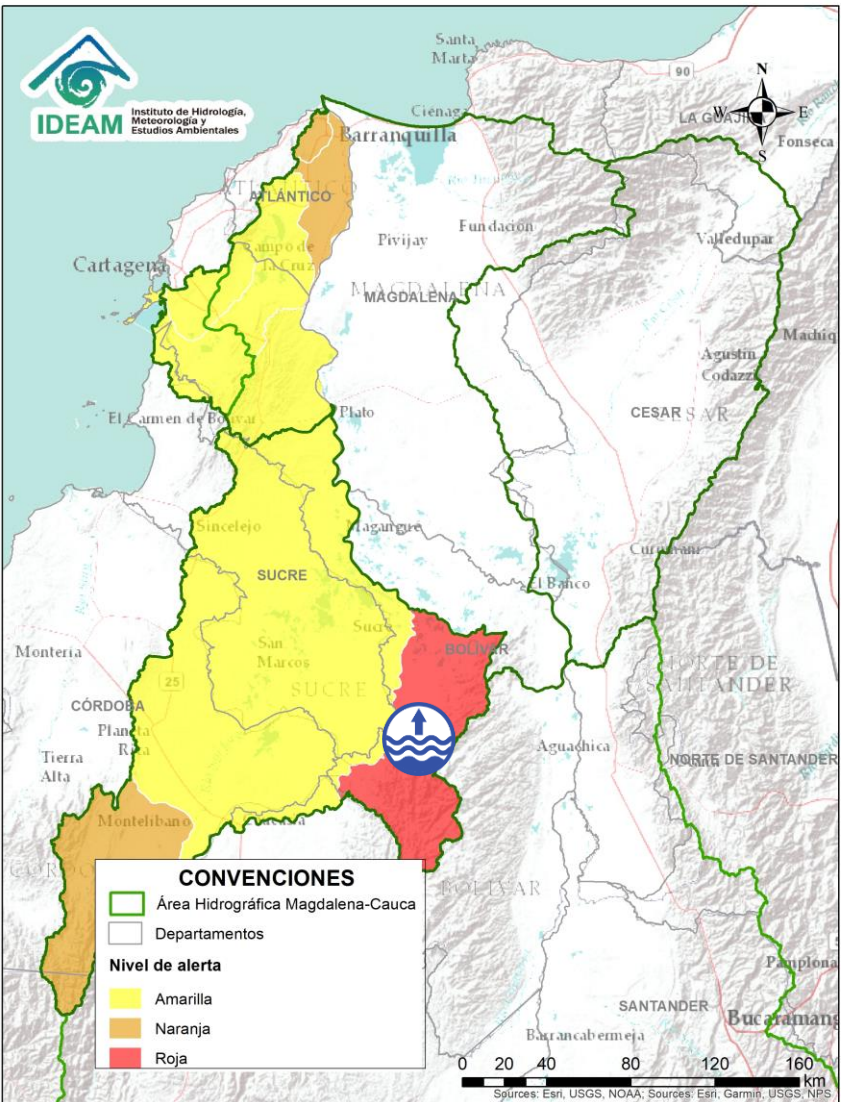 IDEAM
Instituto de Hidrología,
Meteorología y
Estudios Ambientales
Santa
Marta
90
N
W
E
S
LA GUAJIRA
Ciénaga
Barranquilla
Fonseca
ATLÁNTICO
ATLÁNTICO
Fundación
Pivijay
Valledupar
Campo de
la Cruz
Cartagena
MAGDALENA
MAGDALENA
Agustín
Codazzi
Machiq
El Carmen de Bolívar
Plato
CESAR
CESAR
Sincelejo
Magangue
Curumaní
El Banco
SUCRE
Sucre
San
Marcos
BOLÍVAR
Montería
25
SUCRE
NORTE DE
SANTANDER
CÓRDOBA
Planeta
Rica
Tierra
Alta
Aguachica
NORTE DE SANTANDER
Montelíbano
Caucasia
BOLÍVAR
CONVENCIONES
Área Hidrográfica Magdalena-Cauca
Departamentos
Nivel de alerta
Amarilla
Naranja
Roja
Pamplona
SANTANDER
Bucaramang
Barrancabermeja
0 20 40 80 120 160
km
Sources: Esri, USGS, NOAA; Sources: Esri, Garmin, USGS, NPS